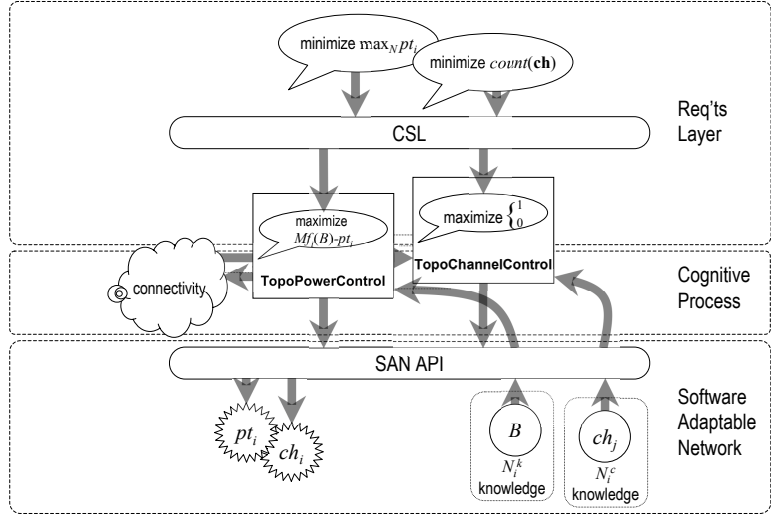 minimize max_N pt_i
minimize count(ch)
CSL
Req'ts
Layer
maximize
Mf_i(B)-pt_i
TopoPowerControl
maximize { 1 0
TopoChannelControl
connectivity
Cognitive
Process
SAN API
pt_i
ch_i
B
N_i^k
knowledge
ch_j
N_i^c
knowledge
Software
Adaptable
Network